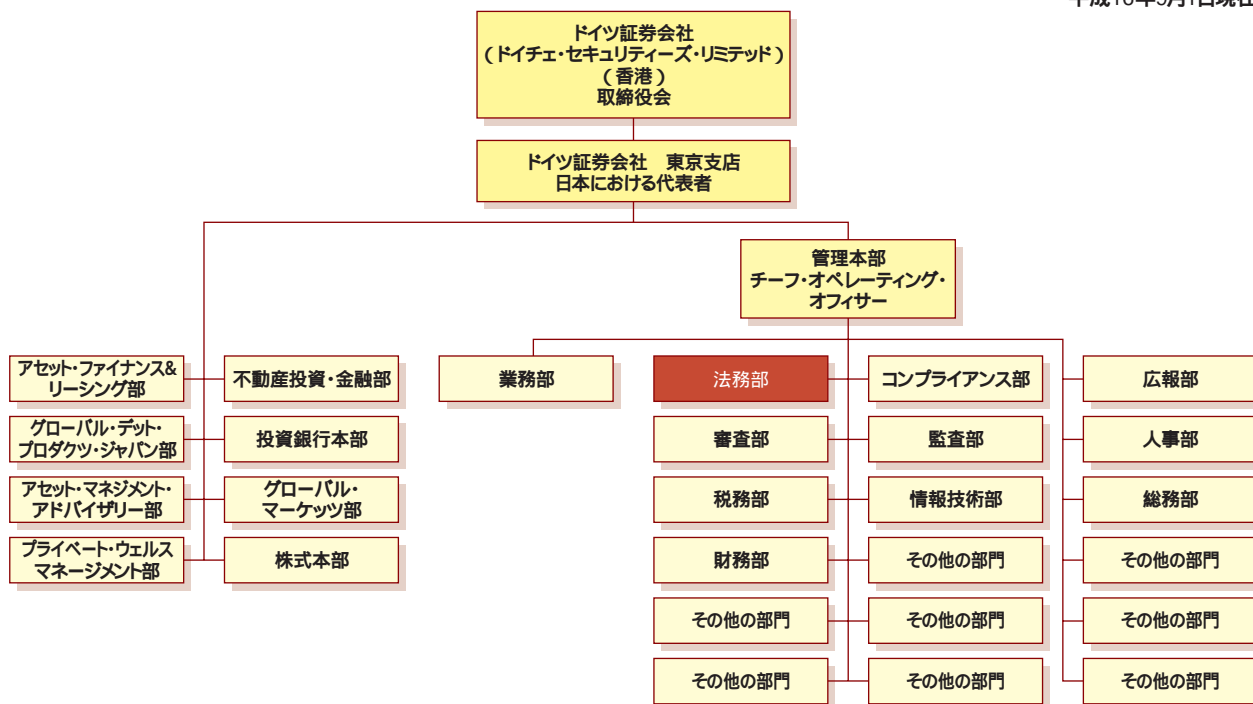 平成16年9月1日現在
ドイツ証券会社
(ドイチェ・セキュリティーズ・リミテッド)
(香港)
取締役会
ドイツ証券会社 東京支店
日本における代表者
管理本部
チーフ・オペレーティング・
オフィサー
アセット・ファイナンス&
リーシング部
不動産投資・金融部
業務部
法務部
コンプライアンス部
広報部
グローバル・デット・
プロダクツ・ジャパン部
投資銀行本部
審査部
監査部
人事部
アセット・マネジメント・
アドバイザリー部
グローバル・
マーケッツ部
税務部
情報技術部
総務部
プライベート・ウェルス
マネージメント部
株式本部
財務部
その他の部門
その他の部門
その他の部門
その他の部門
その他の部門
その他の部門
その他の部門
その他の部門